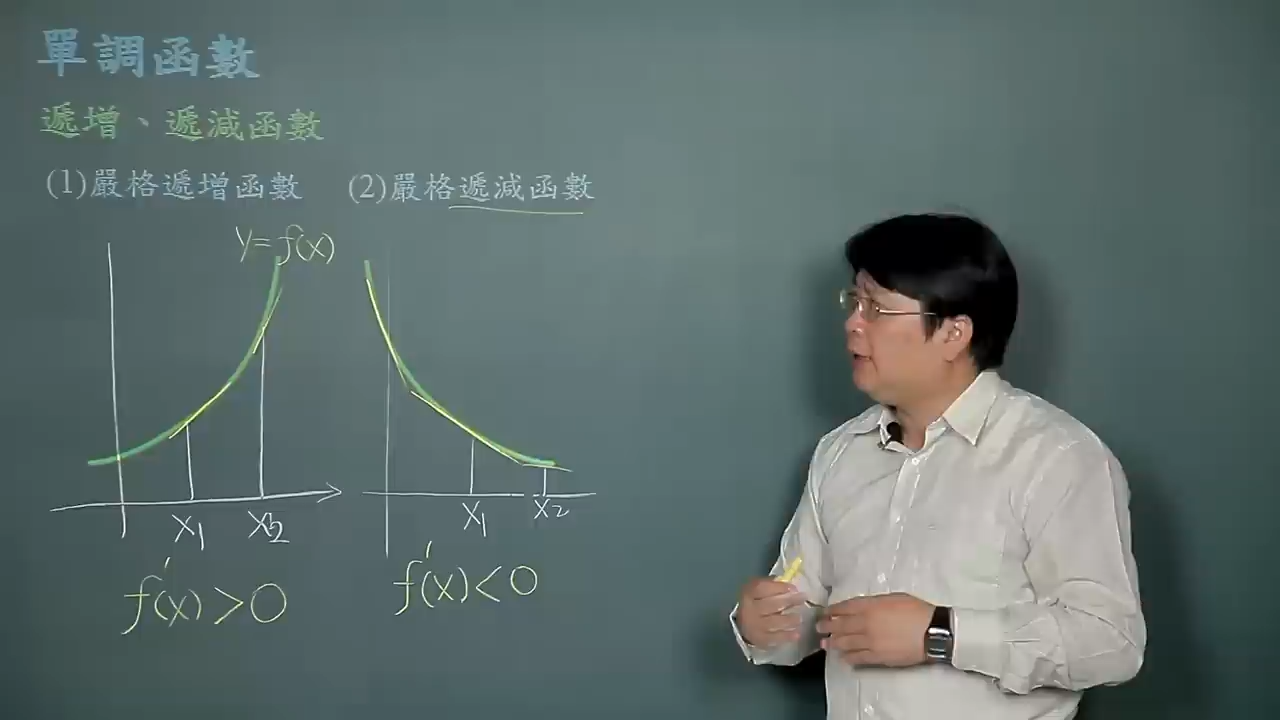 單調函數
遞增、遞減函數
(1)嚴格遞增函數 (2)嚴格遞減函數
y=f(x)
x₁ x₂ x₁ x₂
f'(x)>0 f'(x)<0